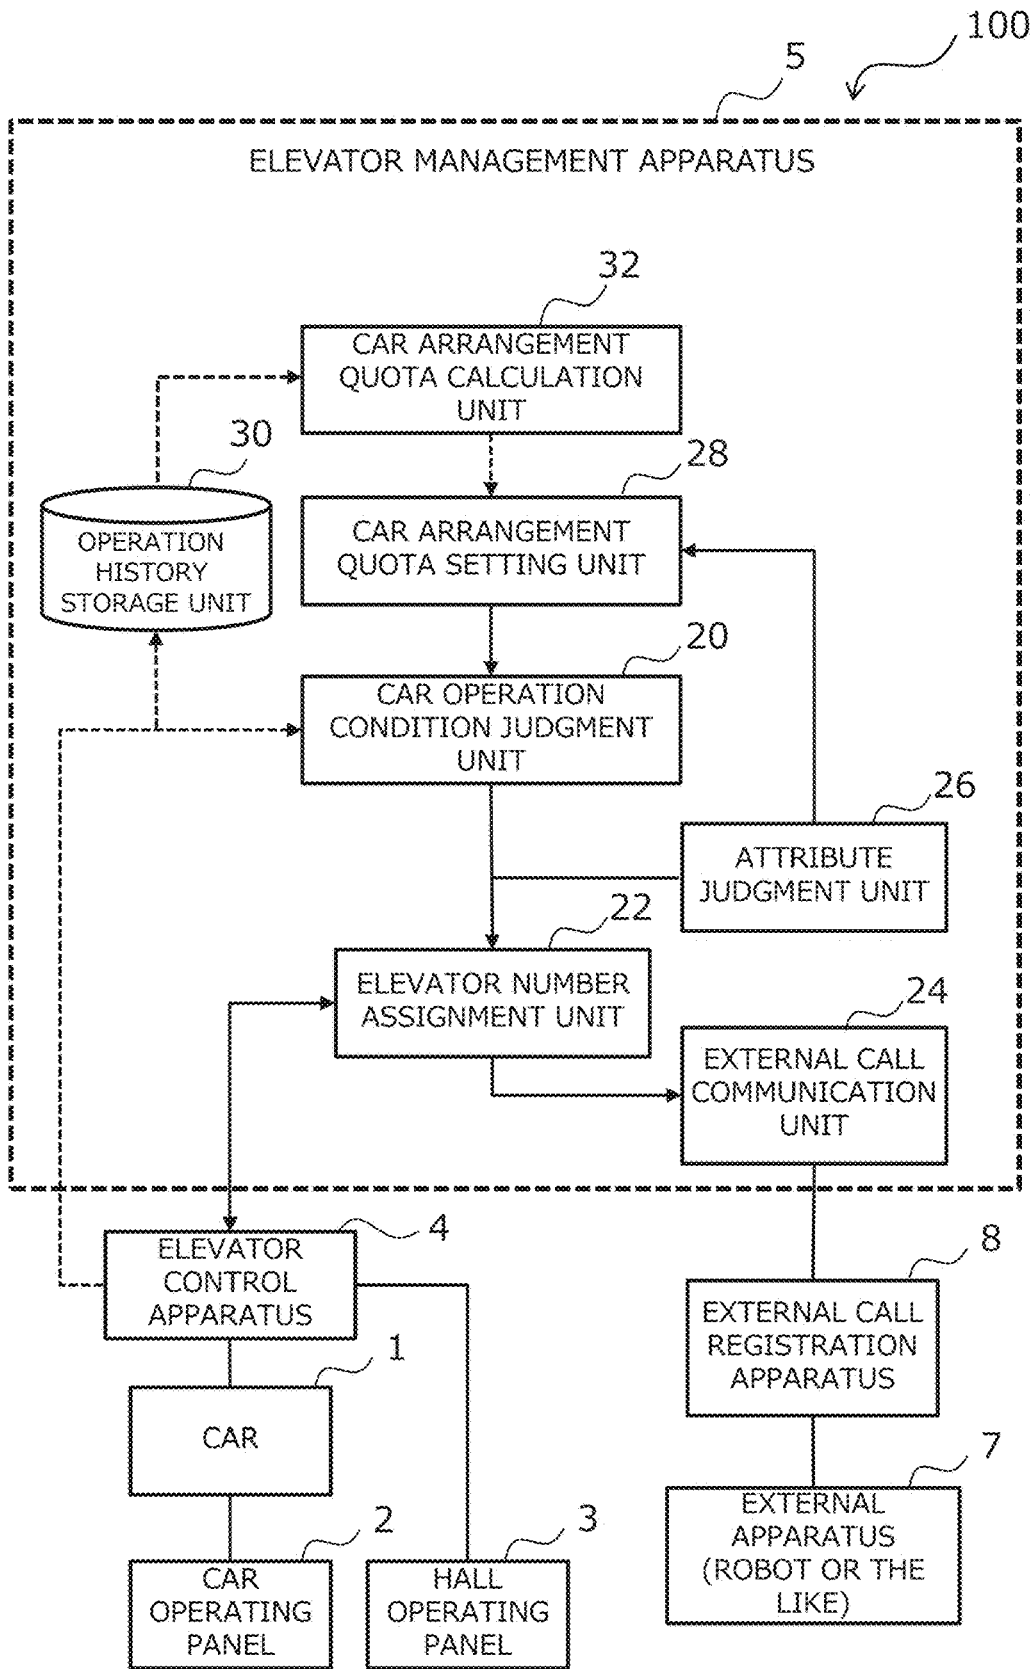 100
5
ELEVATOR MANAGEMENT APPARATUS
32
CAR ARRANGEMENT
QUOTA CALCULATION
UNIT
30
28
OPERATION
HISTORY
STORAGE UNIT
CAR ARRANGEMENT
QUOTA SETTING UNIT
20
CAR OPERATION
CONDITION JUDGMENT
UNIT
26
ATTRIBUTE
JUDGMENT UNIT
22
ELEVATOR NUMBER
ASSIGNMENT UNIT
24
EXTERNAL CALL
COMMUNICATION
UNIT
4
ELEVATOR
CONTROL
APPARATUS
8
EXTERNAL CALL
REGISTRATION
APPARATUS
1
CAR
7
EXTERNAL
APPARATUS
(ROBOT OR THE
LIKE)
2
CAR
OPERATING
PANEL
3
HALL
OPERATING
PANEL